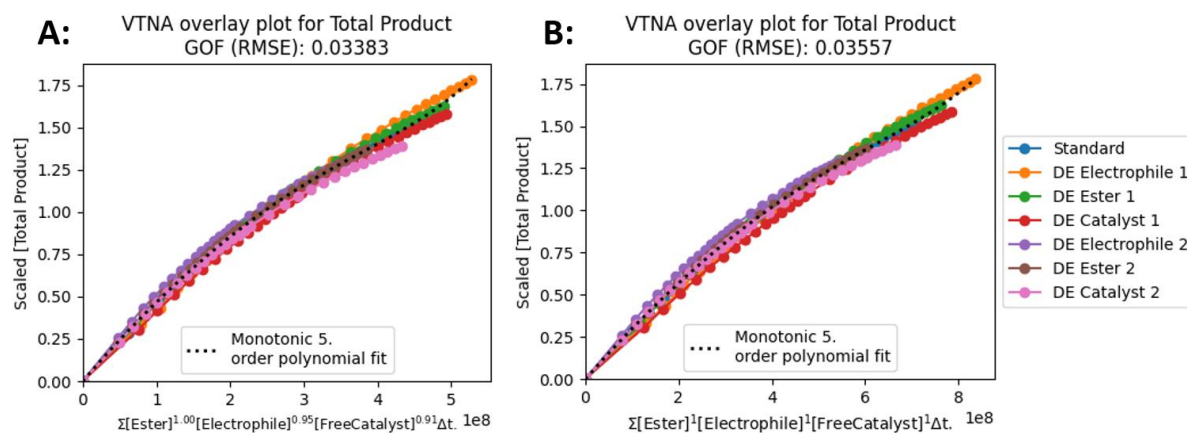 A:
VTNA overlay plot for Total Product
GOF (RMSE): 0.03383
Scaled [Total Product]
1.75
1.50
1.25
1.00
0.75
0.50
0.25
0.00
Monotonic 5.
order polynomial fit
0 1 2 3 4 5
1e8
Σ[Ester]^1.00[Electrophile]^0.95[FreeCatalyst]^0.91Δt.
B:
VTNA overlay plot for Total Product
GOF (RMSE): 0.03557
Scaled [Total Product]
1.75
1.50
1.25
1.00
0.75
0.50
0.25
0.00
Monotonic 5.
order polynomial fit
0 2 4 6 8
1e8
Σ[Ester]^1[Electrophile]^1[FreeCatalyst]^1Δt.
Standard
DE Electrophile 1
DE Ester 1
DE Catalyst 1
DE Electrophile 2
DE Ester 2
DE Catalyst 2